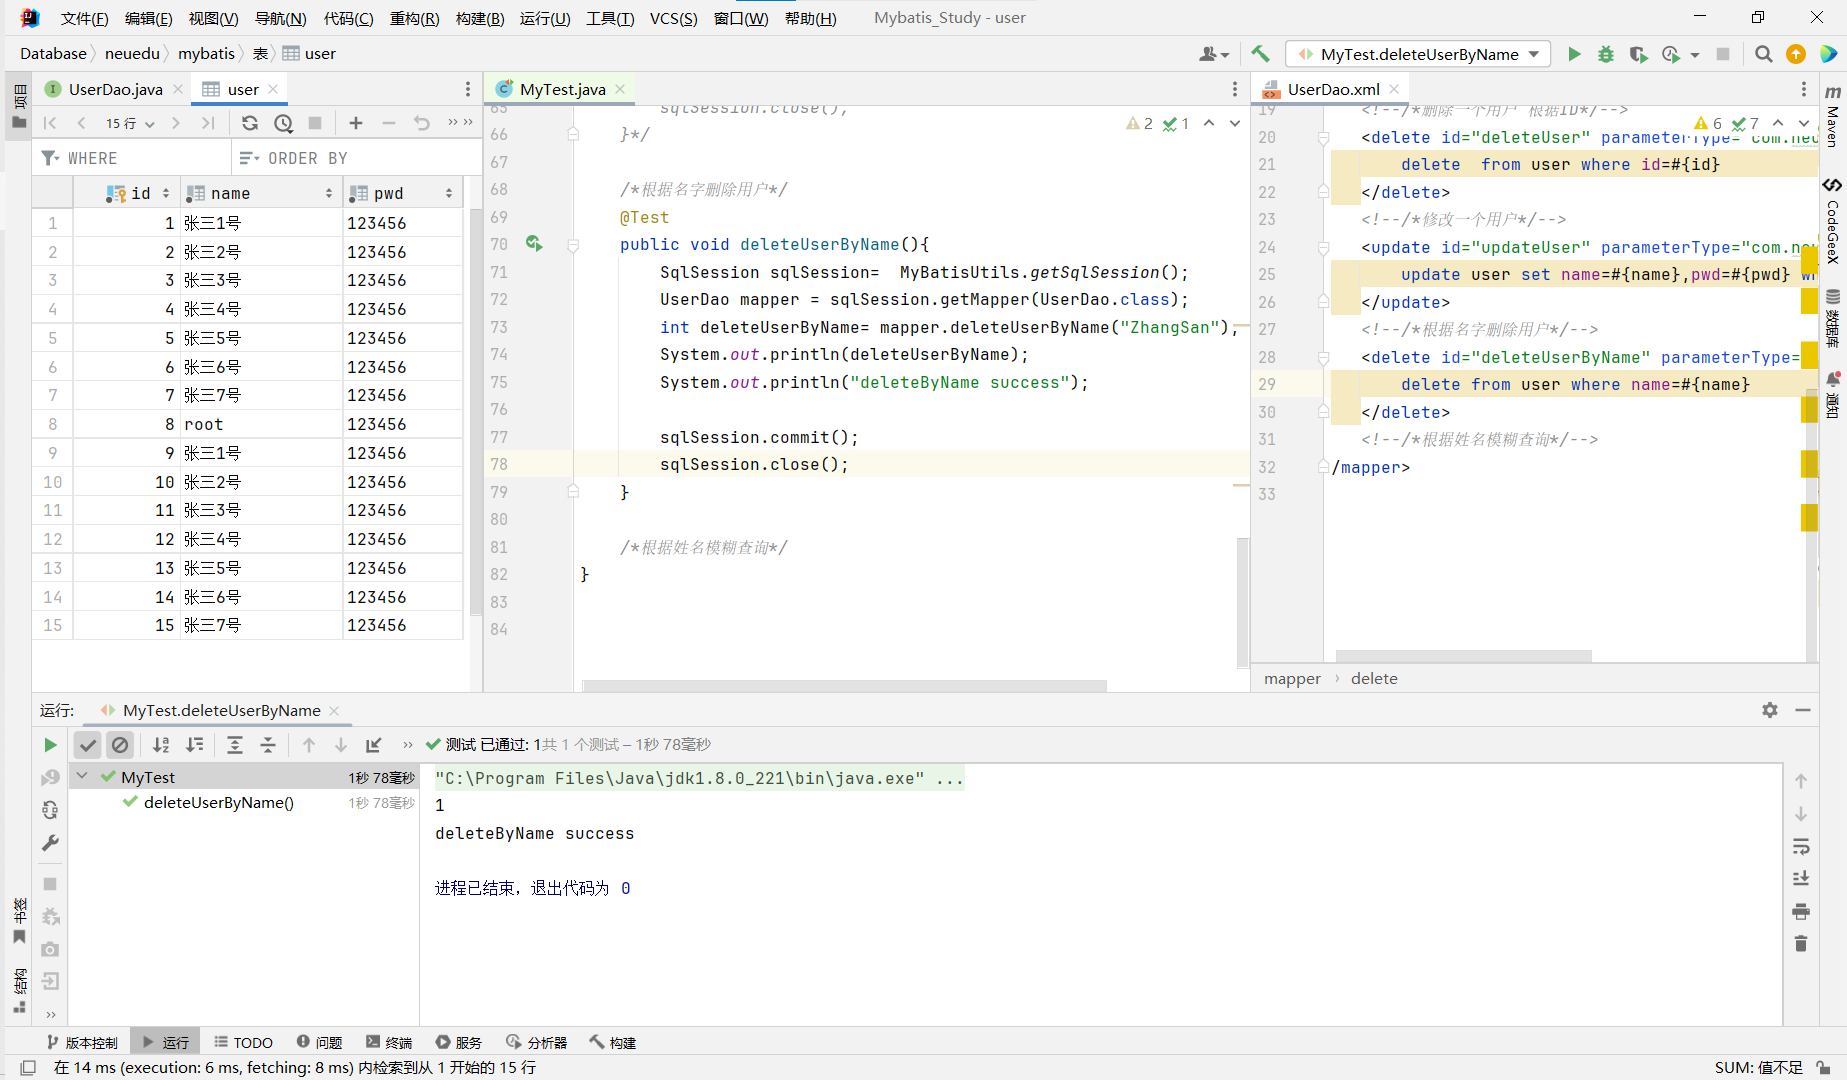 文件(F) 编辑(E) 视图(V) 导航(N) 代码(C) 重构(R) 构建(B) 运行(U) 工具(T) VCS(S) 窗口(W) 帮助(H) Mybatis_Study - user
Database neuedu mybatis 表 user
MyTest.deleteUserByName
项目
UserDao.java
user
15 行
WHERE
ORDER BY
id name pwd
1 1 张三1号 123456
2 2 张三2号 123456
3 3 张三3号 123456
4 4 张三4号 123456
5 5 张三5号 123456
6 6 张三6号 123456
7 7 张三7号 123456
8 8 root 123456
9 9 张三1号 123456
10 10 张三2号 123456
11 11 张三3号 123456
12 12 张三4号 123456
13 13 张三5号 123456
14 14 张三6号 123456
15 15 张三7号 123456
MyTest.java
2 1
65 sqlSession.close();
66 }*/
67
68 /*根据名字删除用户*/
69 @Test
70 public void deleteUserByName(){
71 SqlSession sqlSession= MyBatisUtils.getSqlSession();
72 UserDao mapper = sqlSession.getMapper(UserDao.class);
73 int deleteUserByName= mapper.deleteUserByName("ZhangSan");
74 System.out.println(deleteUserByName);
75 System.out.println("deleteByName success");
76
77 sqlSession.commit();
78 sqlSession.close();
79 }
80
81 /*根据姓名模糊查询*/
82 }
83
84
UserDao.xml
6 7
19 <!--/*删除一个用户 根据ID*/-->
20 <delete id="deleteUser" parameterType="com.neu
21 delete from user where id=#{id}
22 </delete>
23 <!--/*修改一个用户*/-->
24 <update id="updateUser" parameterType="com.neu
25 update user set name=#{name},pwd=#{pwd} wh
26 </update>
27 <!--/*根据名字删除用户*/-->
28 <delete id="deleteUserByName" parameterType=
29 delete from user where name=#{name}
30 </delete>
31 <!--/*根据姓名模糊查询*/-->
32 /mapper>
33
mapper › delete
Maven
CodeGeeX
数据库
通知
运行: MyTest.deleteUserByName
测试 已通过: 1共 1 个测试 – 1秒 78毫秒
MyTest 1秒 78毫秒
deleteUserByName() 1秒 78毫秒
"C:\Program Files\Java\jdk1.8.0_221\bin\java.exe" ...
1
deleteByName success
进程已结束，退出代码为 0
书签
结构
版本控制 运行 TODO 问题 终端 服务 分析器 构建
在 14 ms (execution: 6 ms, fetching: 8 ms) 内检索到从 1 开始的 15 行 SUM: 值不足